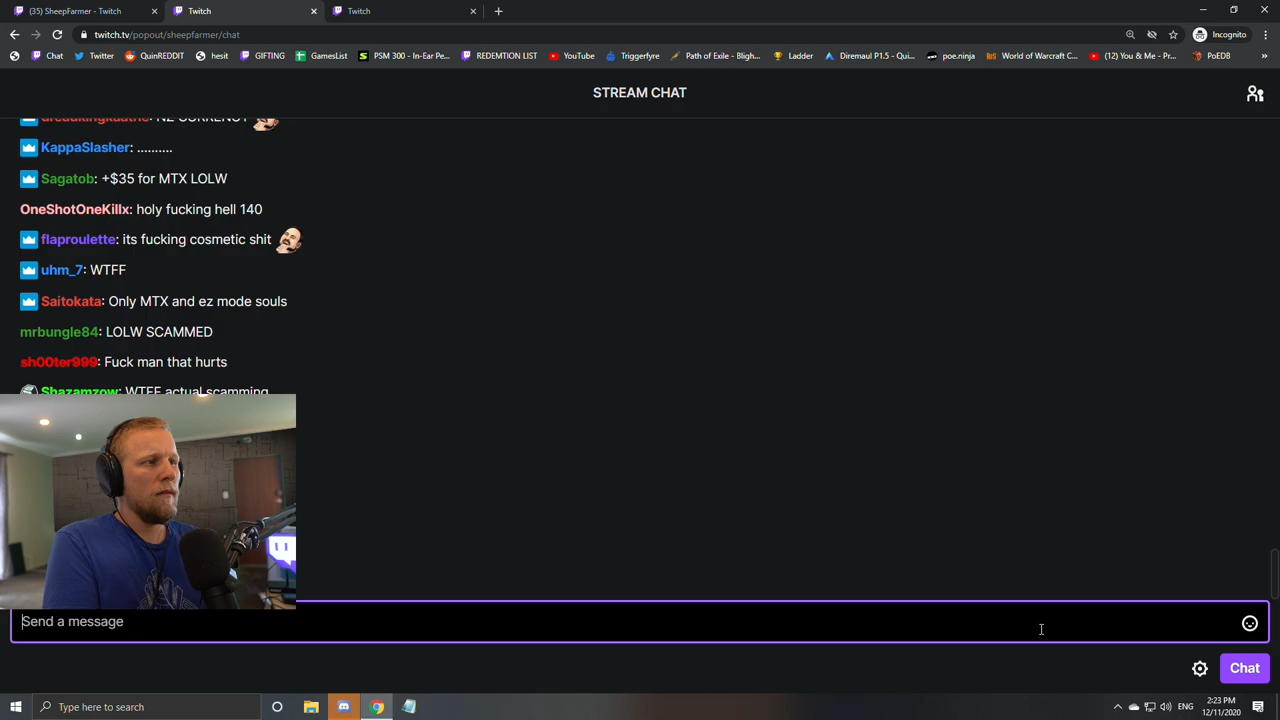 (35) SheepFarmer - Twitch
Twitch
Twitch
twitch.tv/popout/sheepfarmer/chat
Incognito
Chat
Twitter
QuinREDDIT
hesit
GIFTING
GamesList
PSM 300 - In-Ear Pe...
REDEMTION LIST
YouTube
Triggerfyre
Path of Exile - Bligh...
Ladder
Diremaul P1.5 - Qui...
poe.ninja
World of Warcraft C...
(12) You & Me - Pr...
PoEDB
STREAM CHAT
KappaSlasher: ..........
Sagatob: +$35 for MTX LOLW
OneShotOneKillx: holy fucking hell 140
flaproulette: its fucking cosmetic shit
uhm_7: WTFF
Saitokata: Only MTX and ez mode souls
mrbungle84: LOLW SCAMMED
sh00ter999: Fuck man that hurts
Shazamzow: WTFF actual scamming
Send a message
Chat
Type here to search
ENG
2:23 PM
12/11/2020